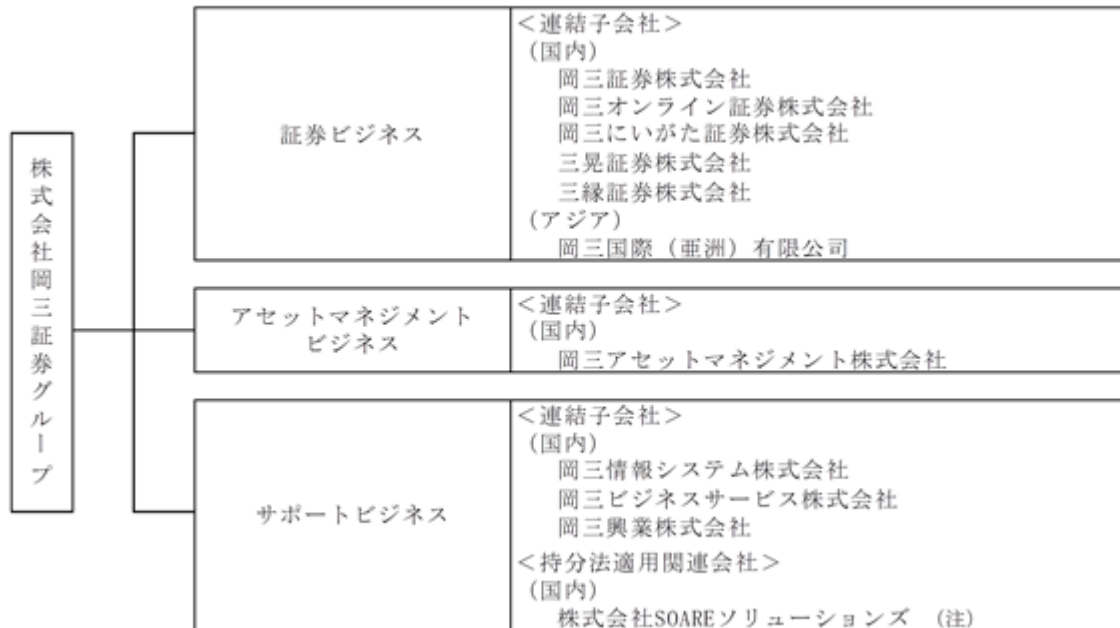 株式会社岡三証券グループ
証券ビジネス
＜連結子会社＞
（国内）
岡三証券株式会社
岡三オンライン証券株式会社
岡三にいがた証券株式会社
三晃証券株式会社
三縁証券株式会社
（アジア）
岡三国際（亜洲）有限公司
アセットマネジメント
ビジネス
＜連結子会社＞
（国内）
岡三アセットマネジメント株式会社
サポートビジネス
＜連結子会社＞
（国内）
岡三情報システム株式会社
岡三ビジネスサービス株式会社
岡三興業株式会社
＜持分法適用関連会社＞
（国内）
株式会社SOAREソリューションズ （注）